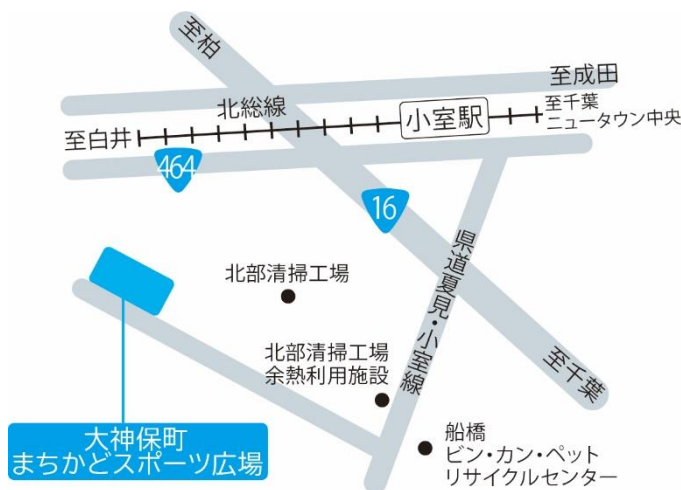 至柏
至成田
北総線
小室駅
至千葉
ニュータウン中央
至白井
464
16
県道夏見・小室線
北部清掃工場
北部清掃工場
余熱利用施設
至千葉
大神保町
まちかどスポーツ広場
船橋
ビン・カン・ペット
リサイクルセンター